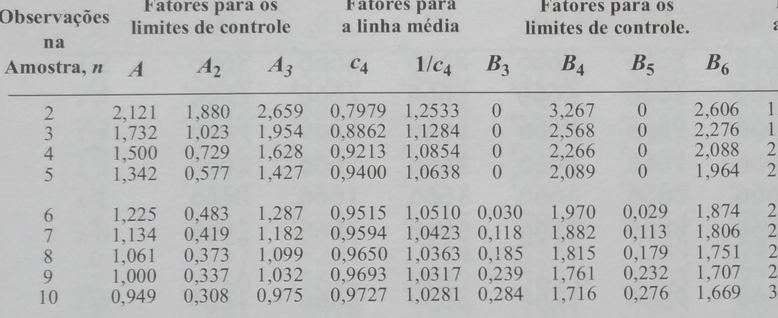 Observações Fatores para os Fatores para Fatores para os
na limites de controle a linha média limites de controle.
Amostra, n A A2 A3 c4 1/c4 B3 B4 B5 B6
2 2,121 1,880 2,659 0,7979 1,2533 0 3,267 0 2,606 1
3 1,732 1,023 1,954 0,8862 1,1284 0 2,568 0 2,276 1
4 1,500 0,729 1,628 0,9213 1,0854 0 2,266 0 2,088 2
5 1,342 0,577 1,427 0,9400 1,0638 0 2,089 0 1,964 2
6 1,225 0,483 1,287 0,9515 1,0510 0,030 1,970 0,029 1,874 2
7 1,134 0,419 1,182 0,9594 1,0423 0,118 1,882 0,113 1,806 2
8 1,061 0,373 1,099 0,9650 1,0363 0,185 1,815 0,179 1,751 2
9 1,000 0,337 1,032 0,9693 1,0317 0,239 1,761 0,232 1,707 2
10 0,949 0,308 0,975 0,9727 1,0281 0,284 1,716 0,276 1,669 3